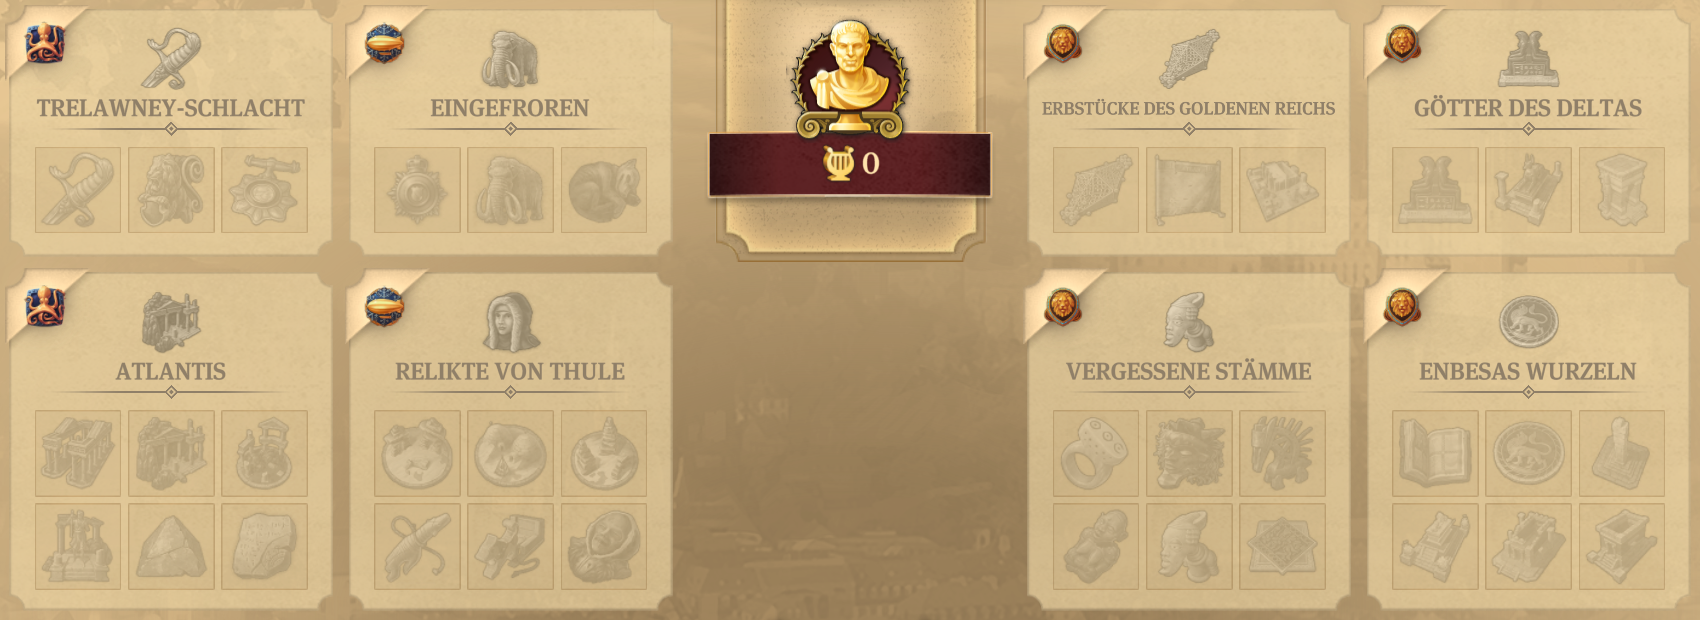 TRELAWNEY-SCHLACHT
EINGEFROREN
0
ERBSTÜCKE DES GOLDENEN REICHS
GÖTTER DES DELTAS
ATLANTIS
RELIKTE VON THULE
VERGESSENE STÄMME
ENBESAS WURZELN